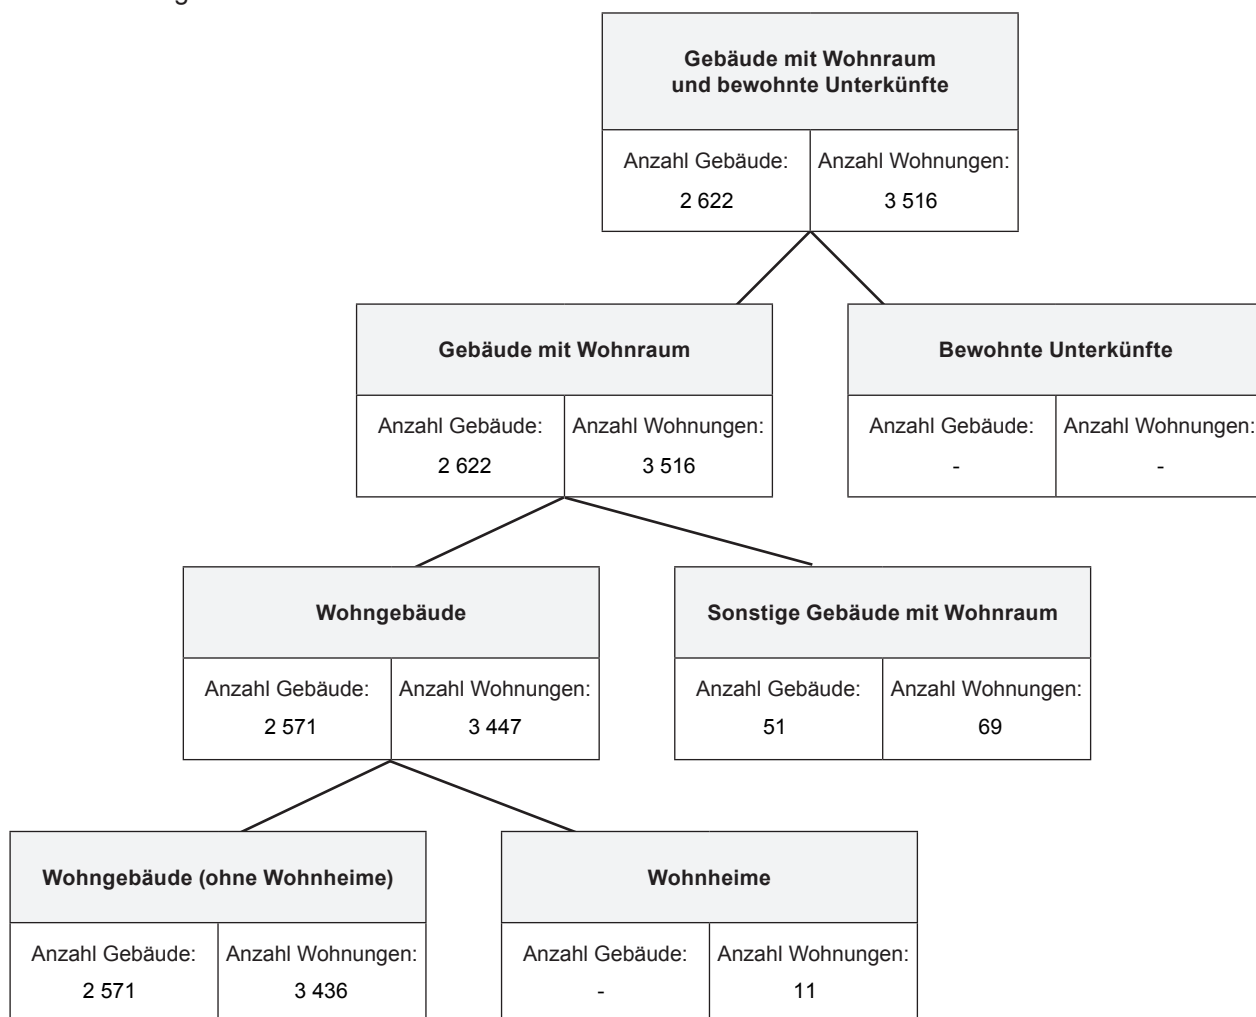 Gebäude mit Wohnraum
und bewohnte Unterkünfte
Anzahl Gebäude: Anzahl Wohnungen:
2 622 3 516
Gebäude mit Wohnraum
Anzahl Gebäude: Anzahl Wohnungen:
2 622 3 516
Bewohnte Unterkünfte
Anzahl Gebäude: Anzahl Wohnungen:
- -
Wohngebäude
Anzahl Gebäude: Anzahl Wohnungen:
2 571 3 447
Sonstige Gebäude mit Wohnraum
Anzahl Gebäude: Anzahl Wohnungen:
51 69
Wohngebäude (ohne Wohnheime)
Anzahl Gebäude: Anzahl Wohnungen:
2 571 3 436
Wohnheime
Anzahl Gebäude: Anzahl Wohnungen:
- 11